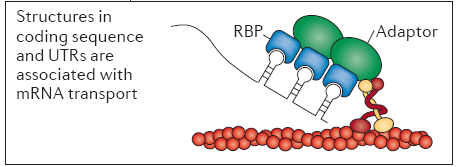 Structures in
coding sequence
and UTRs are
associated with
mRNA transport
RBP
Adaptor